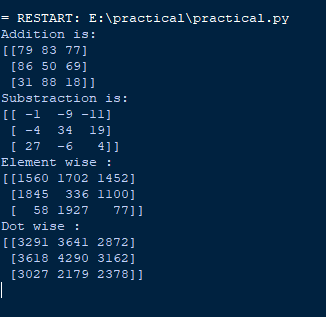 = RESTART: E:\practical\practical.py
Addition is:
[[79 83 77]
 [86 50 69]
 [31 88 18]]
Substraction is:
[[ -1  -9 -11]
 [ -4  34  19]
 [ 27  -6   4]]
Element wise :
[[1560 1702 1452]
 [1845  336 1100]
 [  58 1927   77]]
Dot wise :
[[3291 3641 2872]
 [3618 4290 3162]
 [3027 2179 2378]]